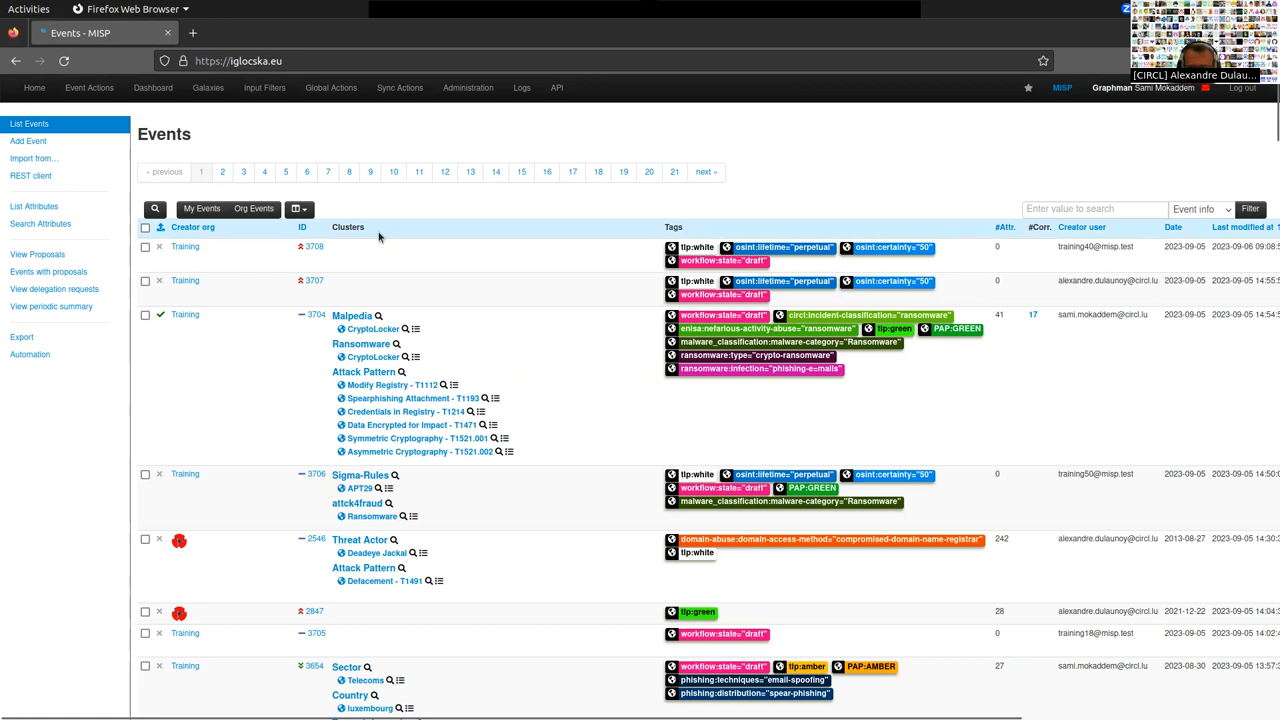 Activities
Firefox Web Browser
Events - MISP
https://iglocska.eu
[CIRCL] Alexandre Dulau...
Home Event Actions Dashboard Galaxies Input Filters Global Actions Sync Actions Administration Logs API
MISP Graphman Sami Mokaddem Log out
List Events
Add Event
Import from…
REST client
List Attributes
Search Attributes
View Proposals
Events with proposals
View delegation requests
View periodic summary
Export
Automation
Events
« previous 1 2 3 4 5 6 7 8 9 10 11 12 13 14 15 16 17 18 19 20 21 next »
My Events Org Events
Enter value to search Event info Filter
Creator org ID Clusters Tags #Attr. #Corr. Creator user Date Last modified at
Training 3708 tlp:white osint:lifetime="perpetual" osint:certainty="50" 0 training40@misp.test 2023-09-05 2023-09-06 09:08:5
workflow:state="draft"
Training 3707 tlp:white osint:lifetime="perpetual" osint:certainty="50" 0 alexandre.dulaunoy@circl.lu 2023-09-05 2023-09-05 14:55:5
workflow:state="draft"
Training 3704 Malpedia workflow:state="draft" circl:incident-classification="ransomware" 41 17 sami.mokaddem@circl.lu 2023-09-05 2023-09-05 14:54:5
CryptoLocker enisa:nefarious-activity-abuse="ransomware" tlp:green PAP:GREEN
Ransomware malware_classification:malware-category="Ransomware"
CryptoLocker ransomware:type="crypto-ransomware"
Attack Pattern ransomware:infection="phishing-e-mails"
Modify Registry - T1112
Spearphishing Attachment - T1193
Credentials in Registry - T1214
Data Encrypted for Impact - T1471
Symmetric Cryptography - T1521.001
Asymmetric Cryptography - T1521.002
Training 3706 Sigma-Rules tlp:white osint:lifetime="perpetual" osint:certainty="50" 0 training50@misp.test 2023-09-05 2023-09-05 14:50:0
APT29 workflow:state="draft" PAP:GREEN
attck4fraud malware_classification:malware-category="Ransomware"
Ransomware
2546 Threat Actor domain-abuse:domain-access-method="compromised-domain-name-registrar" 242 alexandre.dulaunoy@circl.lu 2013-08-27 2023-09-05 14:30:3
Deadeye Jackal tlp:white
Attack Pattern
Defacement - T1491
2847 tlp:green 28 alexandre.dulaunoy@circl.lu 2021-12-22 2023-09-05 14:04:3
Training 3705 workflow:state="draft" 0 training18@misp.test 2023-09-05 2023-09-05 14:02:4
Training 3654 Sector workflow:state="draft" tlp:amber PAP:AMBER 27 sami.mokaddem@circl.lu 2023-08-30 2023-09-05 13:57:3
Telecoms phishing:techniques="email-spoofing"
Country phishing:distribution="spear-phishing"
luxembourg